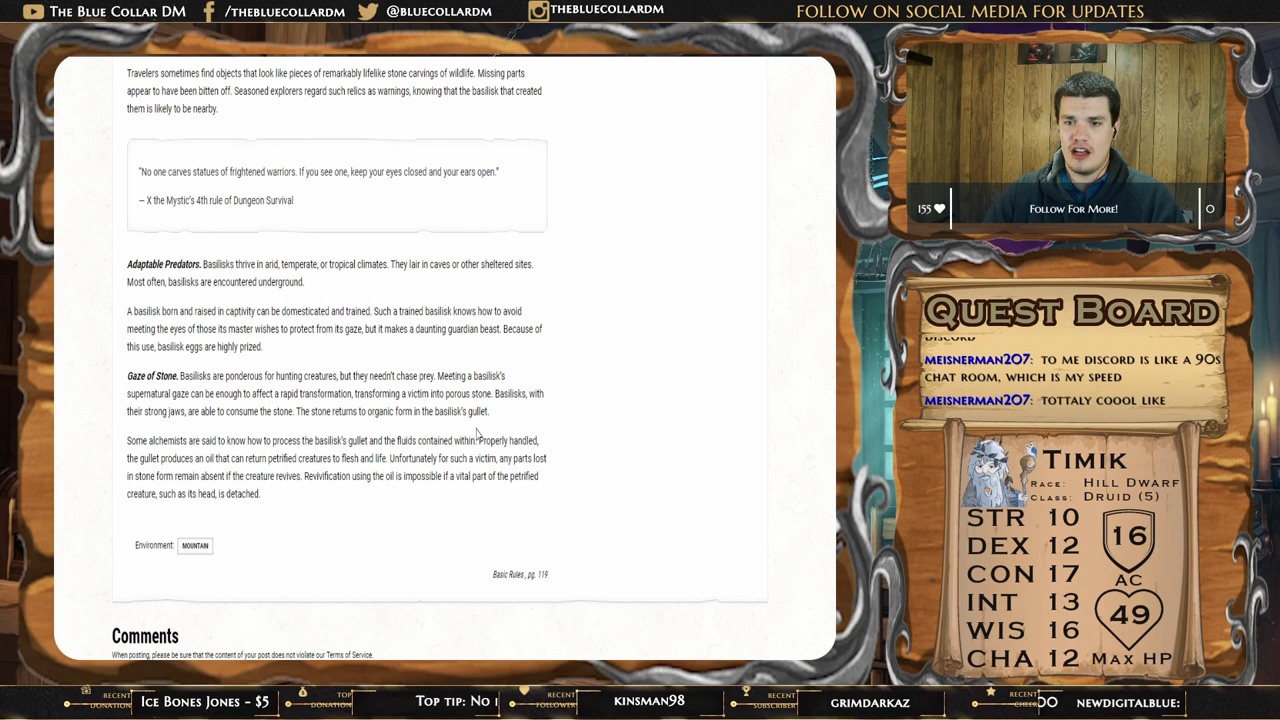 The Blue Collar DM
/thebluecollardm
@bluecollardm
thebluecollardm
Follow on social media for updates
Travelers sometimes find objects that look like pieces of remarkably lifelike stone carvings of wildlife. Missing parts
appear to have been bitten off. Seasoned explorers regard such relics as warnings, knowing that the basilisk that created
them is likely to be nearby.
"No one carves statues of frightened warriors. If you see one, keep your eyes closed and your ears open."
— X the Mystic's 4th rule of Dungeon Survival
Adaptable Predators. Basilisks thrive in arid, temperate, or tropical climates. They lair in caves or other sheltered sites.
Most often, basilisks are encountered underground.
A basilisk born and raised in captivity can be domesticated and trained. Such a trained basilisk knows how to avoid
meeting the eyes of those its master wishes to protect from its gaze, but it makes a daunting guardian beast. Because of
this use, basilisk eggs are highly prized.
Gaze of Stone. Basilisks are ponderous for hunting creatures, but they needn't chase prey. Meeting a basilisk's
supernatural gaze can be enough to affect a rapid transformation, transforming a victim into porous stone. Basilisks, with
their strong jaws, are able to consume the stone. The stone returns to organic form in the basilisk's gullet.
Some alchemists are said to know how to process the basilisk's gullet and the fluids contained within. Properly handled,
the gullet produces an oil that can return petrified creatures to flesh and life. Unfortunately for such a victim, any parts lost
in stone form remain absent if the creature revives. Revivification using the oil is impossible if a vital part of the petrified
creature, such as its head, is detached.
Environment: MOUNTAIN
Basic Rules , pg. 119
Comments
When posting, please be sure that the content of your post does not violate our Terms of Service.
155
Follow For More!
0
Quest Board
discord
meisnerman207: to me discord is like a 90s
chat room, which is my speed
meisnerman207: tottaly coool like
Timik
Race: Hill Dwarf
Class: Druid (5)
STR 10
DEX 12
CON 17
INT 13
WIS 16
CHA 12
16
AC
49
Max HP
Recent Donation
Ice Bones Jones - $5
Top Donation
Top tip: No
Recent Follower
kinsman98
Recent Subscriber
grimdarkaz
Recent Cheer
newdigitalblue: